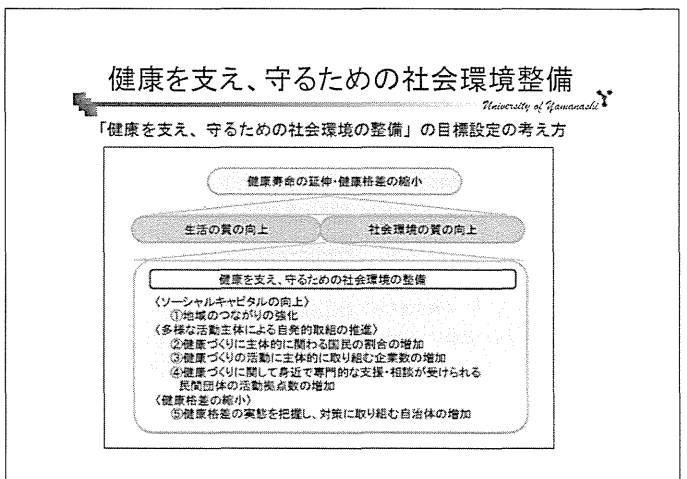 健康を支え、守るための社会環境整備
University of Yamanashi
「健康を支え、守るための社会環境の整備」の目標設定の考え方
健康寿命の延伸・健康格差の縮小
生活の質の向上 社会環境の質の向上
健康を支え、守るための社会環境の整備
〈ソーシャルキャピタルの向上〉
①地域のつながりの強化
〈多様な活動主体による自発的取組の推進〉
②健康づくりに主体的に関わる国民の割合の増加
③健康づくりの活動に主体的に取り組む企業数の増加
④健康づくりに関して身近で専門的な支援・相談が受けられる
民間団体の活動拠点数の増加
〈健康格差の縮小〉
⑤健康格差の実態を把握し、対策に取り組む自治体の増加